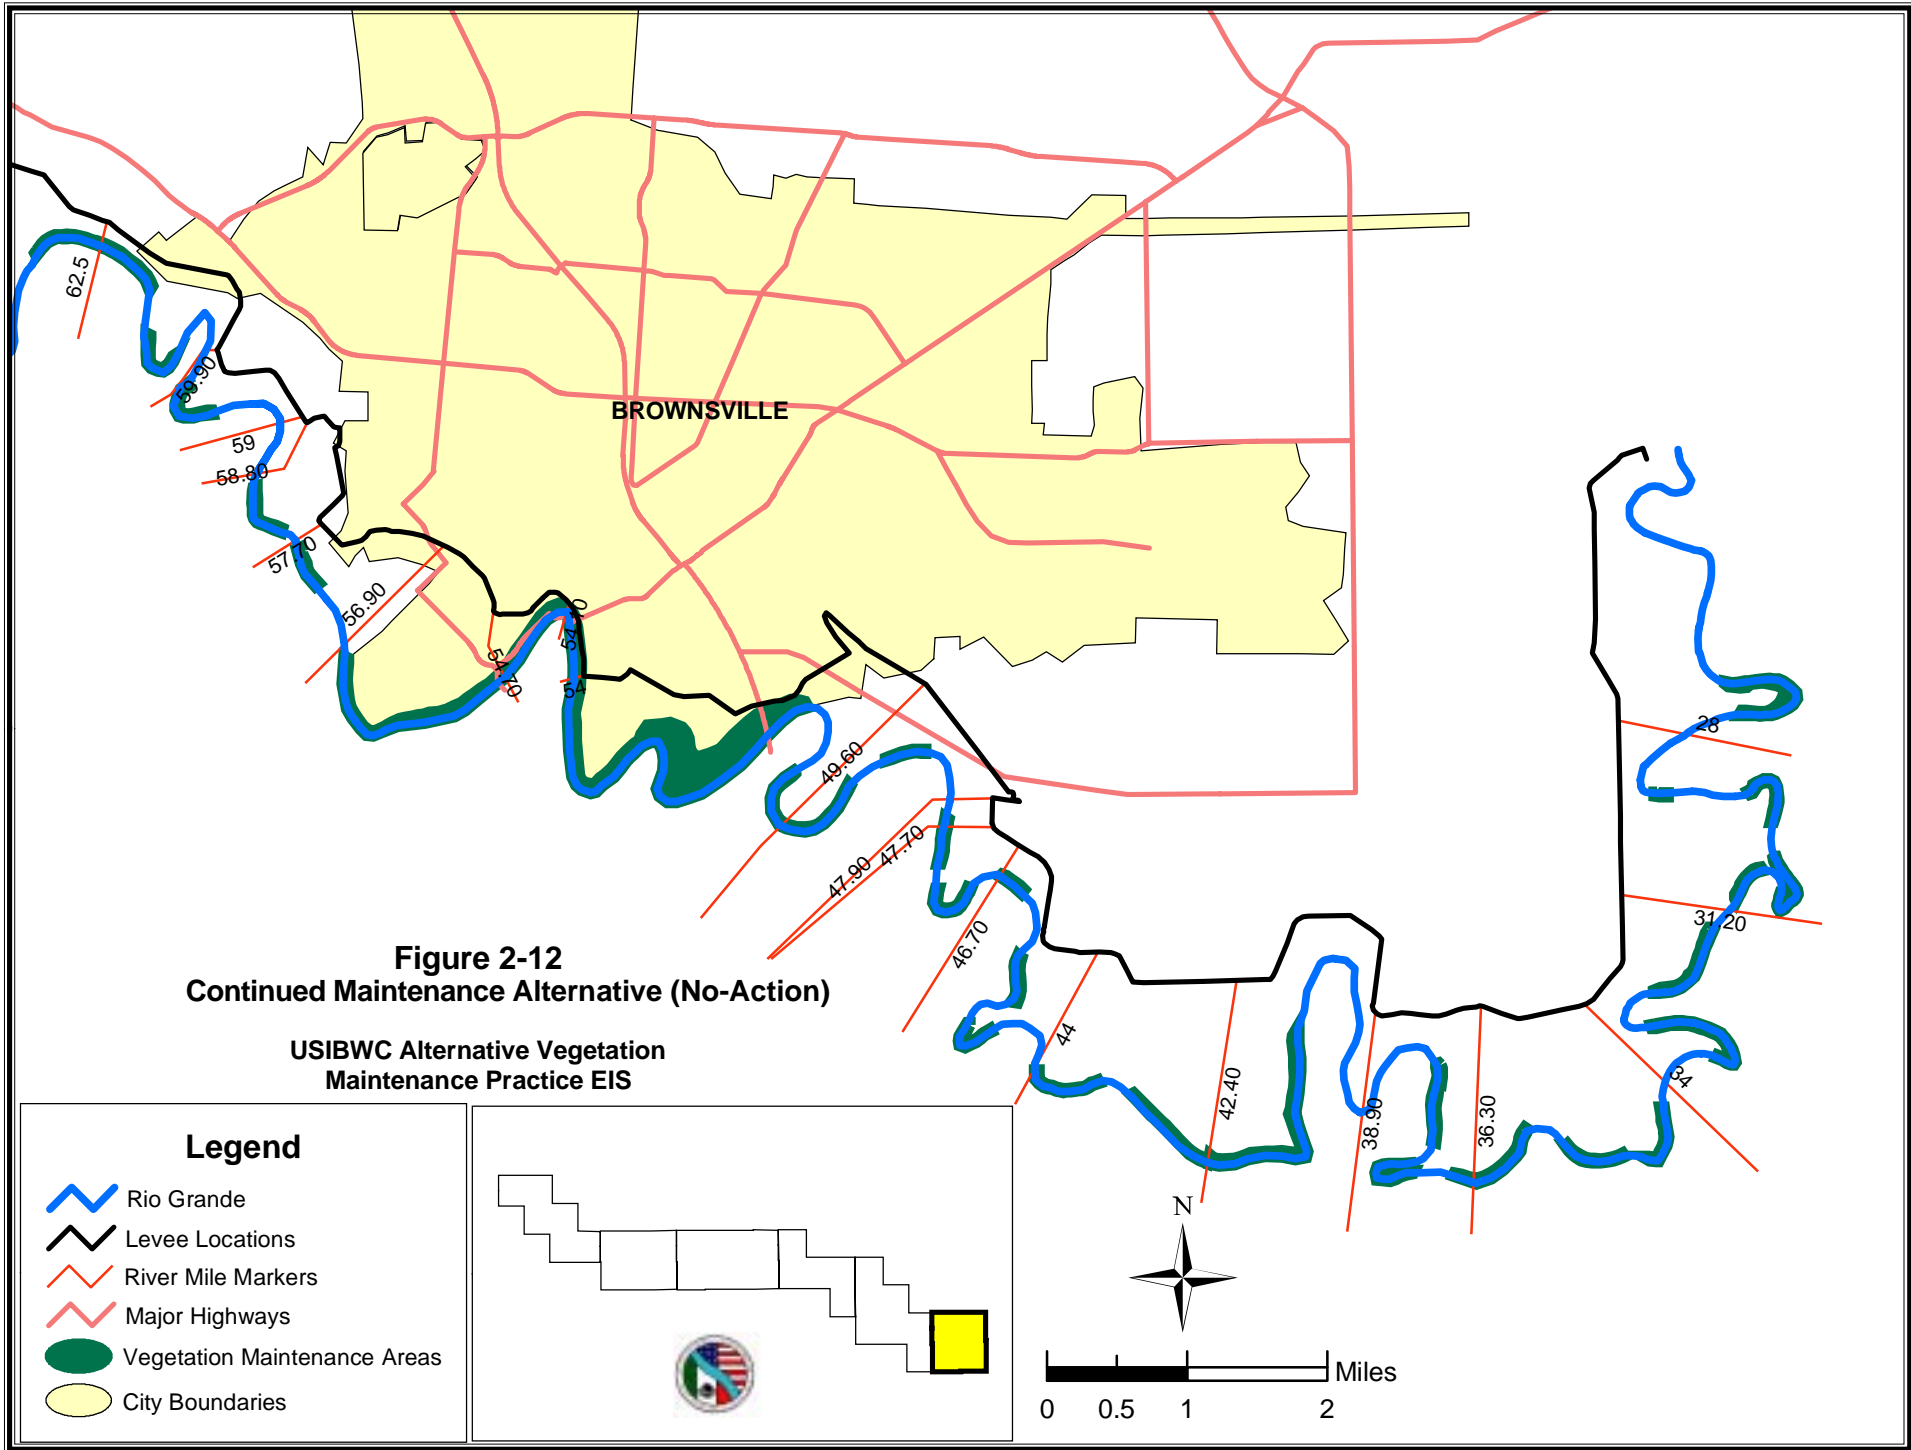 62.5
59.90
59
58.80
57.70
56.90
54.70
54
BROWNSVILLE
49.60
47.90
47.70
46.70
44
42.40
38.90
36.30
34
31.20
28
Figure 2-12
Continued Maintenance Alternative (No-Action)
USIBWC Alternative Vegetation
Maintenance Practice EIS
Legend
Rio Grande
Levee Locations
River Mile Markers
Major Highways
Vegetation Maintenance Areas
City Boundaries
N
Miles
0 0.5 1 2